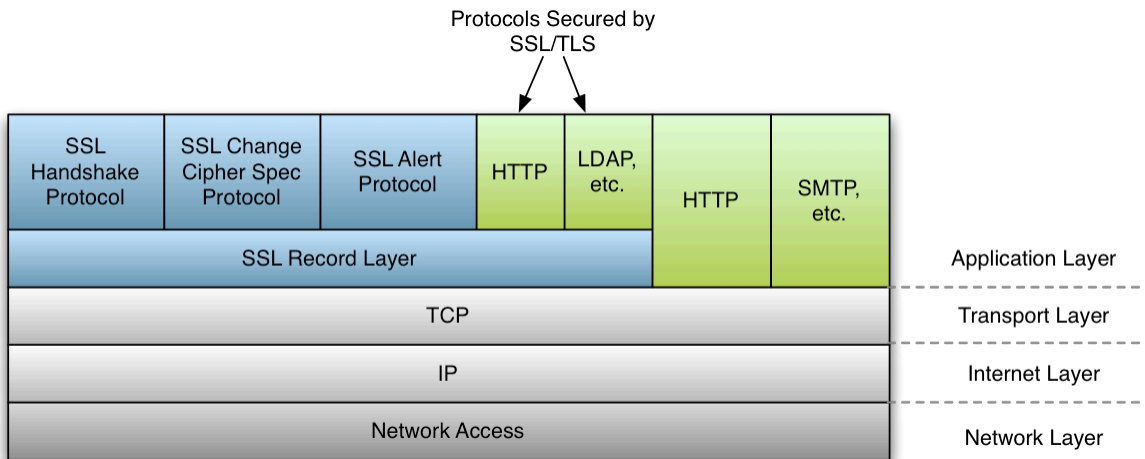 Protocols Secured by
SSL/TLS
SSL
Handshake
Protocol
SSL Change
Cipher Spec
Protocol
SSL Alert
Protocol
HTTP
LDAP,
etc.
HTTP
SMTP,
etc.
SSL Record Layer
Application Layer
TCP
Transport Layer
IP
Internet Layer
Network Access
Network Layer